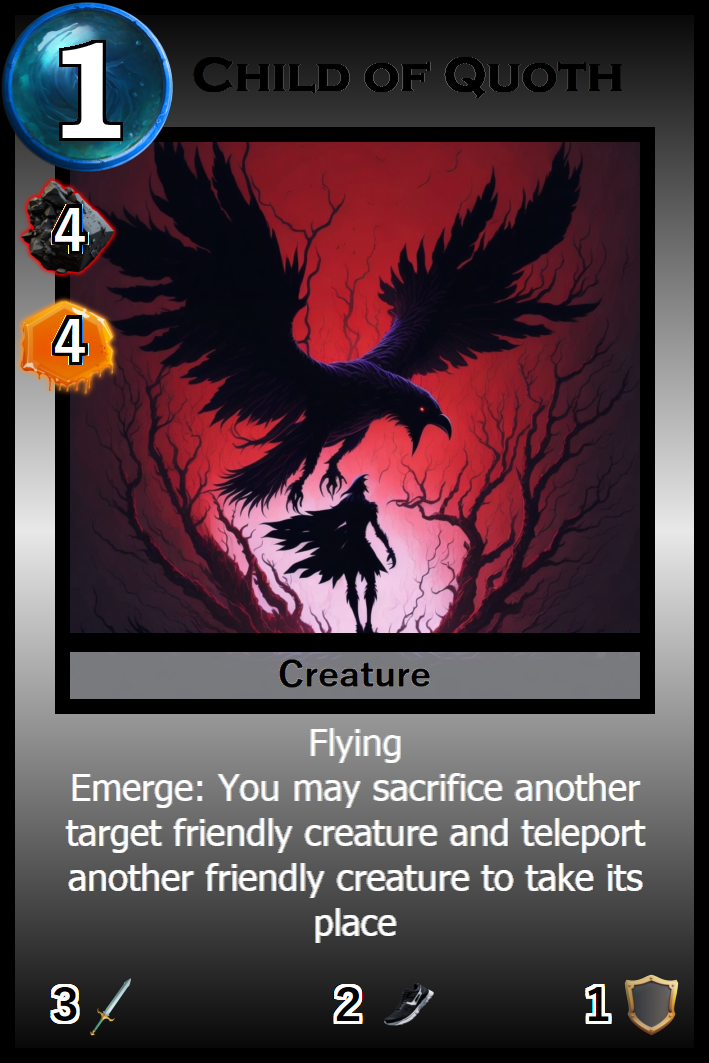 1
Child of Quoth
4
4
Creature
Flying
Emerge: You may sacrifice another
target friendly creature and teleport
another friendly creature to take its
place
3
2
1